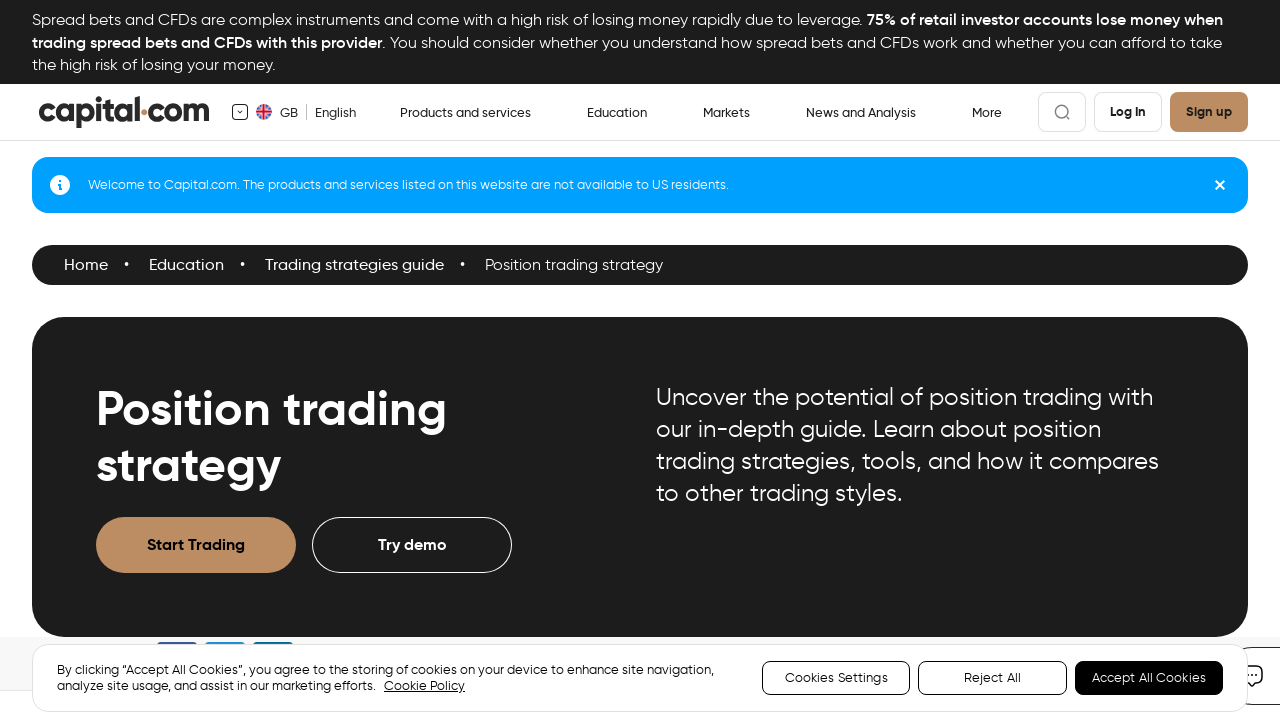 Spread bets and CFDs are complex instruments and come with a high risk of losing money rapidly due to leverage. 75% of retail investor accounts lose money when
trading spread bets and CFDs with this provider. You should consider whether you understand how spread bets and CFDs work and whether you can afford to take
the high risk of losing your money.
capital.com GB English Products and services Education Markets News and Analysis More Log In Sign up
Welcome to Capital.com. The products and services listed on this website are not available to US residents.
Home • Education • Trading strategies guide • Position trading strategy
Position trading
strategy
Start Trading Try demo
Uncover the potential of position trading with
our in-depth guide. Learn about position
trading strategies, tools, and how it compares
to other trading styles.
By clicking “Accept All Cookies”, you agree to the storing of cookies on your device to enhance site navigation,
analyze site usage, and assist in our marketing efforts. Cookie Policy
Cookies Settings Reject All Accept All Cookies